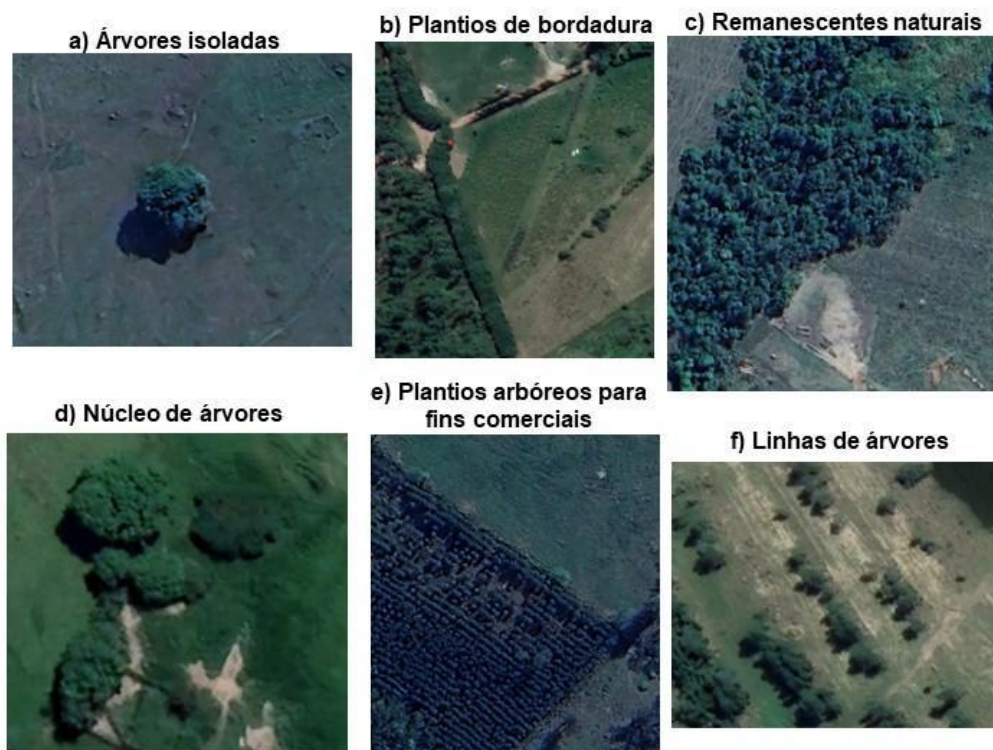 a) Árvores isoladas
b) Plantios de bordadura
c) Remanescentes naturais
d) Núcleo de árvores
e) Plantios arbóreos para
fins comerciais
f) Linhas de árvores